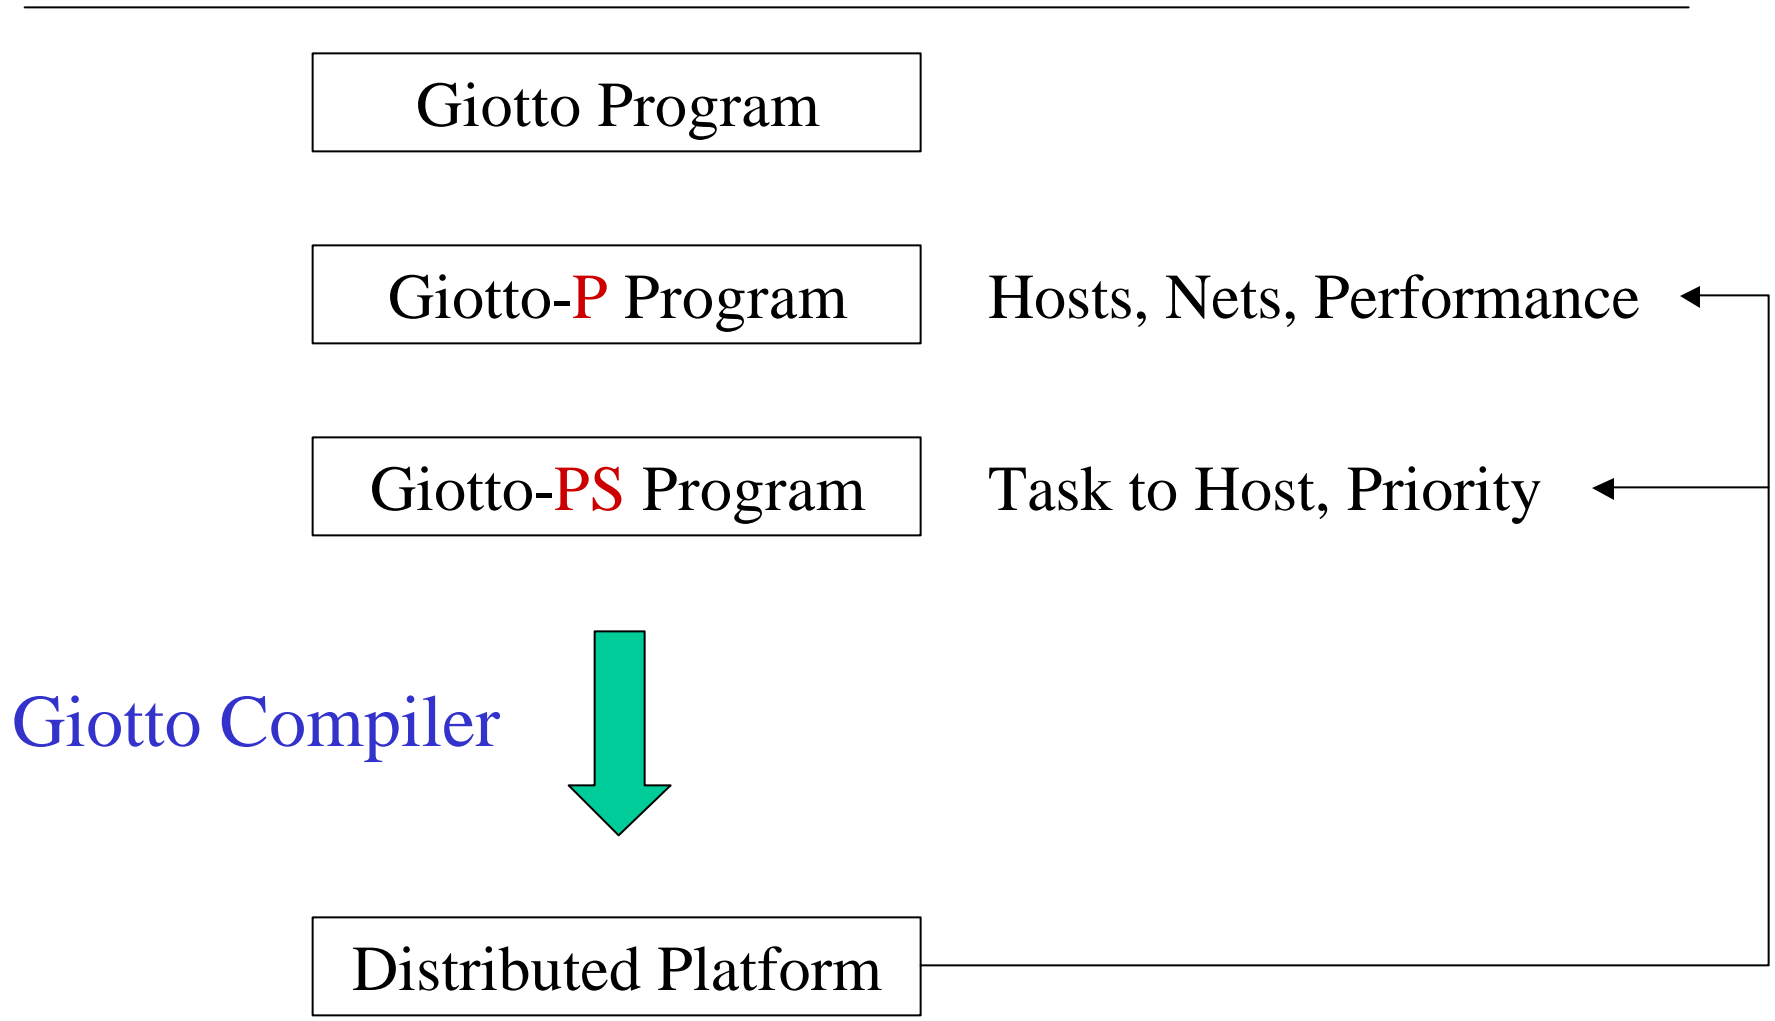 Giotto Program
Giotto-P Program
Hosts, Nets, Performance
Giotto-PS Program
Task to Host, Priority
Giotto Compiler
Distributed Platform